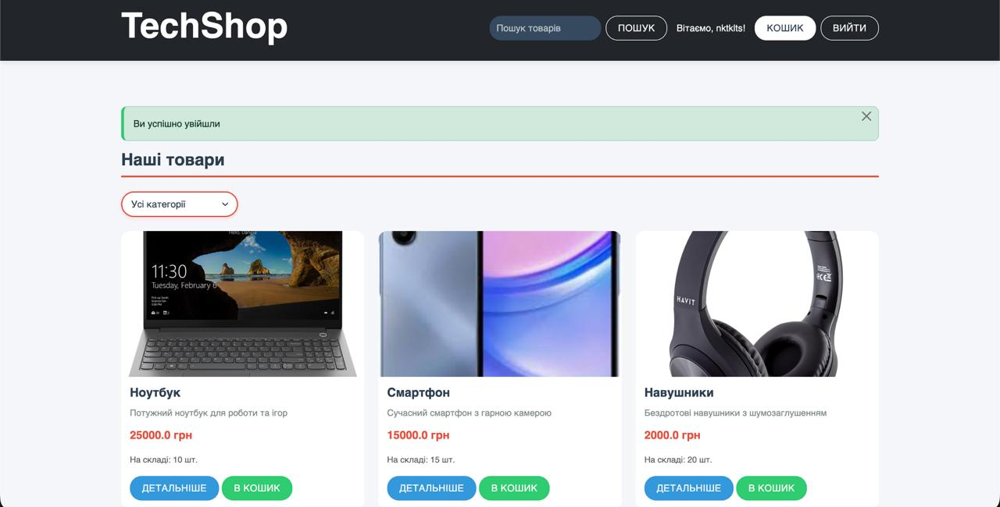 TechShop
Пошук товарів
ПОШУК
Вітаємо, nktklts!
КОШИК
ВИЙТИ
Ви успішно увійшли
Наші товари
Усі категорії
11:30
Tuesday, February 6
HAVIT
Ноутбук
Потужний ноутбук для роботи та ігор
25000.0 грн
На складі: 10 шт.
ДЕТАЛЬНІШЕ
В КОШИК
Смартфон
Сучасний смартфон з гарною камерою
15000.0 грн
На складі: 15 шт.
ДЕТАЛЬНІШЕ
В КОШИК
Навушники
Бездротові навушники з шумозаглушенням
2000.0 грн
На складі: 20 шт.
ДЕТАЛЬНІШЕ
В КОШИК